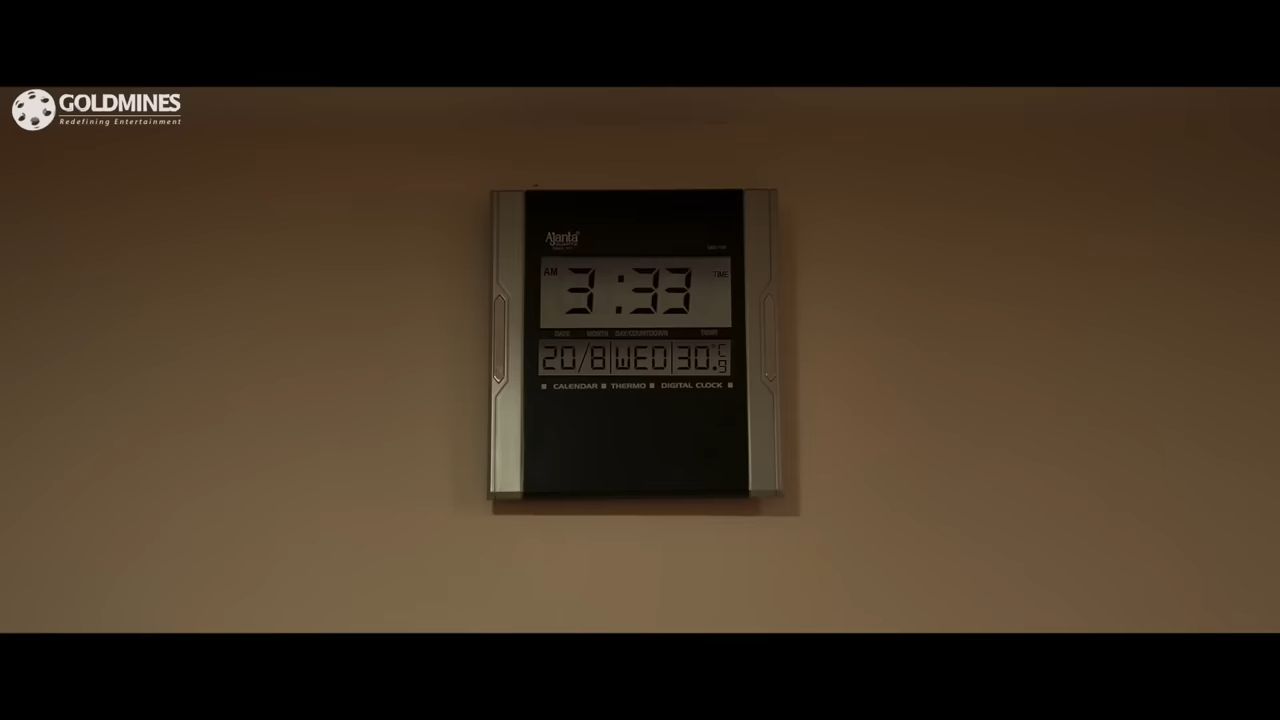 GOLDMINES
Redefining Entertainment
Ajanta
AM 3:33 TIME
DATE MONTH DAY/COUNTDOWN TEMP.
20/8 WED 30.9°C
CALENDAR THERMO DIGITAL CLOCK